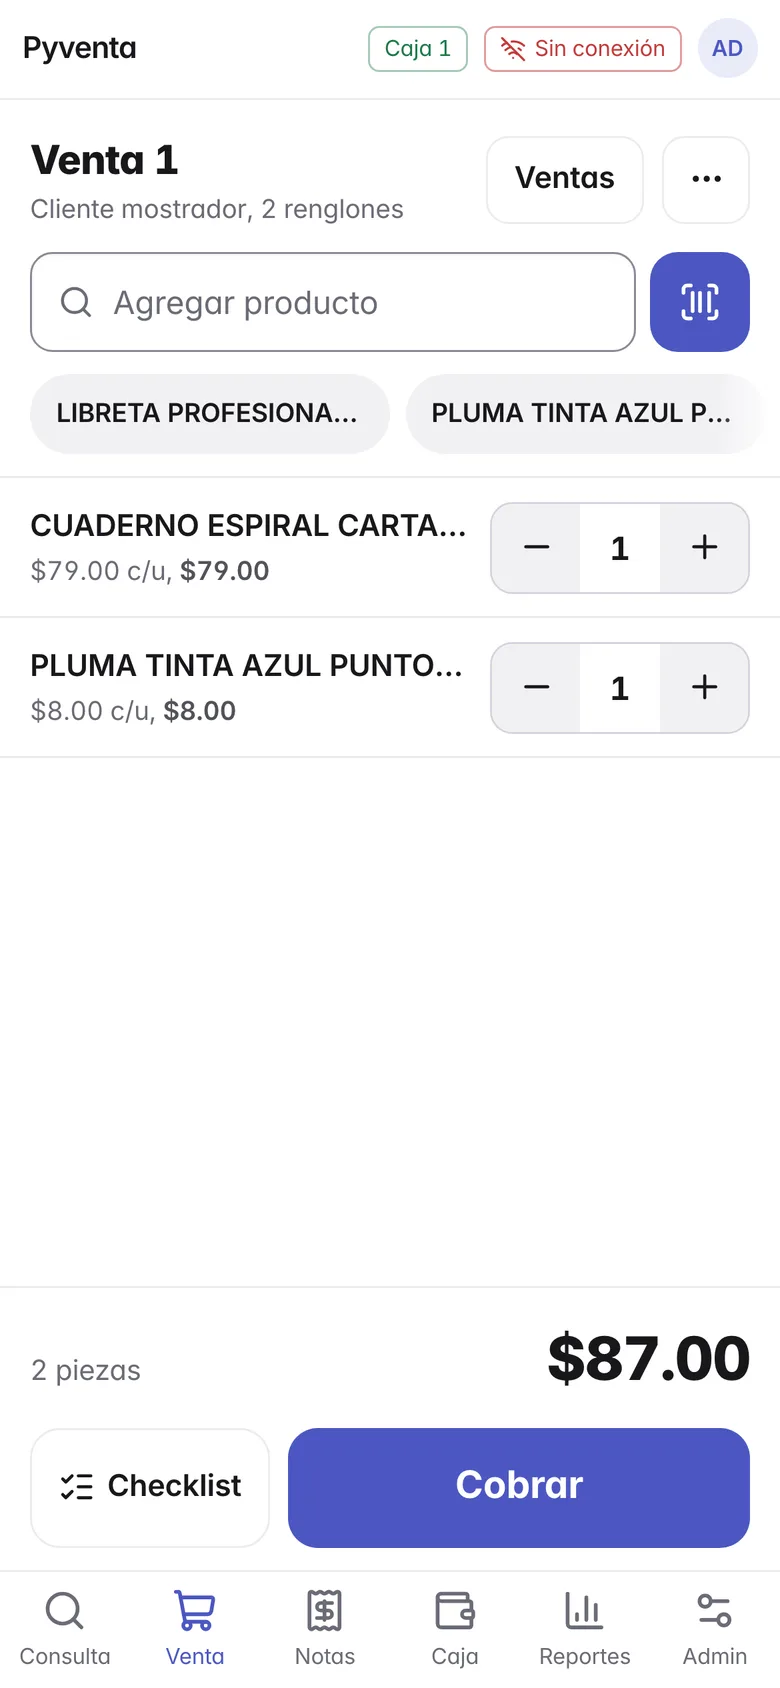 Pyventa
Caja 1
Sin conexión
AD
Venta 1
Cliente mostrador, 2 renglones
Ventas
...
Agregar producto
LIBRETA PROFESIONA...
PLUMA TINTA AZUL P...
CUADERNO ESPIRAL CARTA...
$79.00 c/u, $79.00
− 1 +
PLUMA TINTA AZUL PUNTO...
$8.00 c/u, $8.00
− 1 +
2 piezas
$87.00
Checklist
Cobrar
Consulta
Venta
Notas
Caja
Reportes
Admin